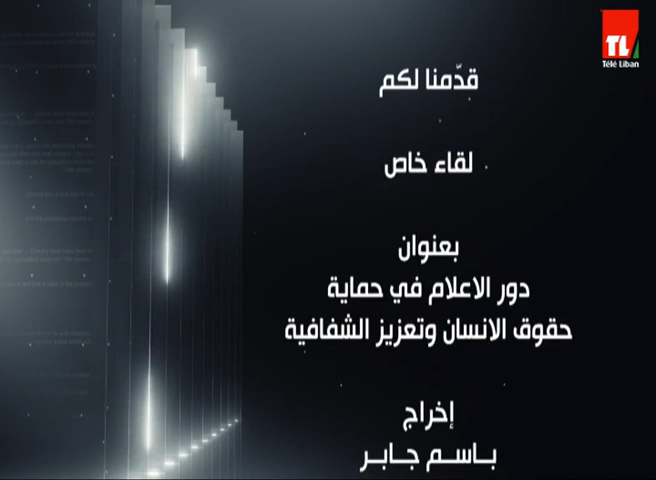 TL
Télé Liban
قدّمنا لكم
لقاء خاص
بعنوان
دور الاعلام في حماية
حقوق الانسان وتعزيز الشفافية
إخراج
باسم جابر